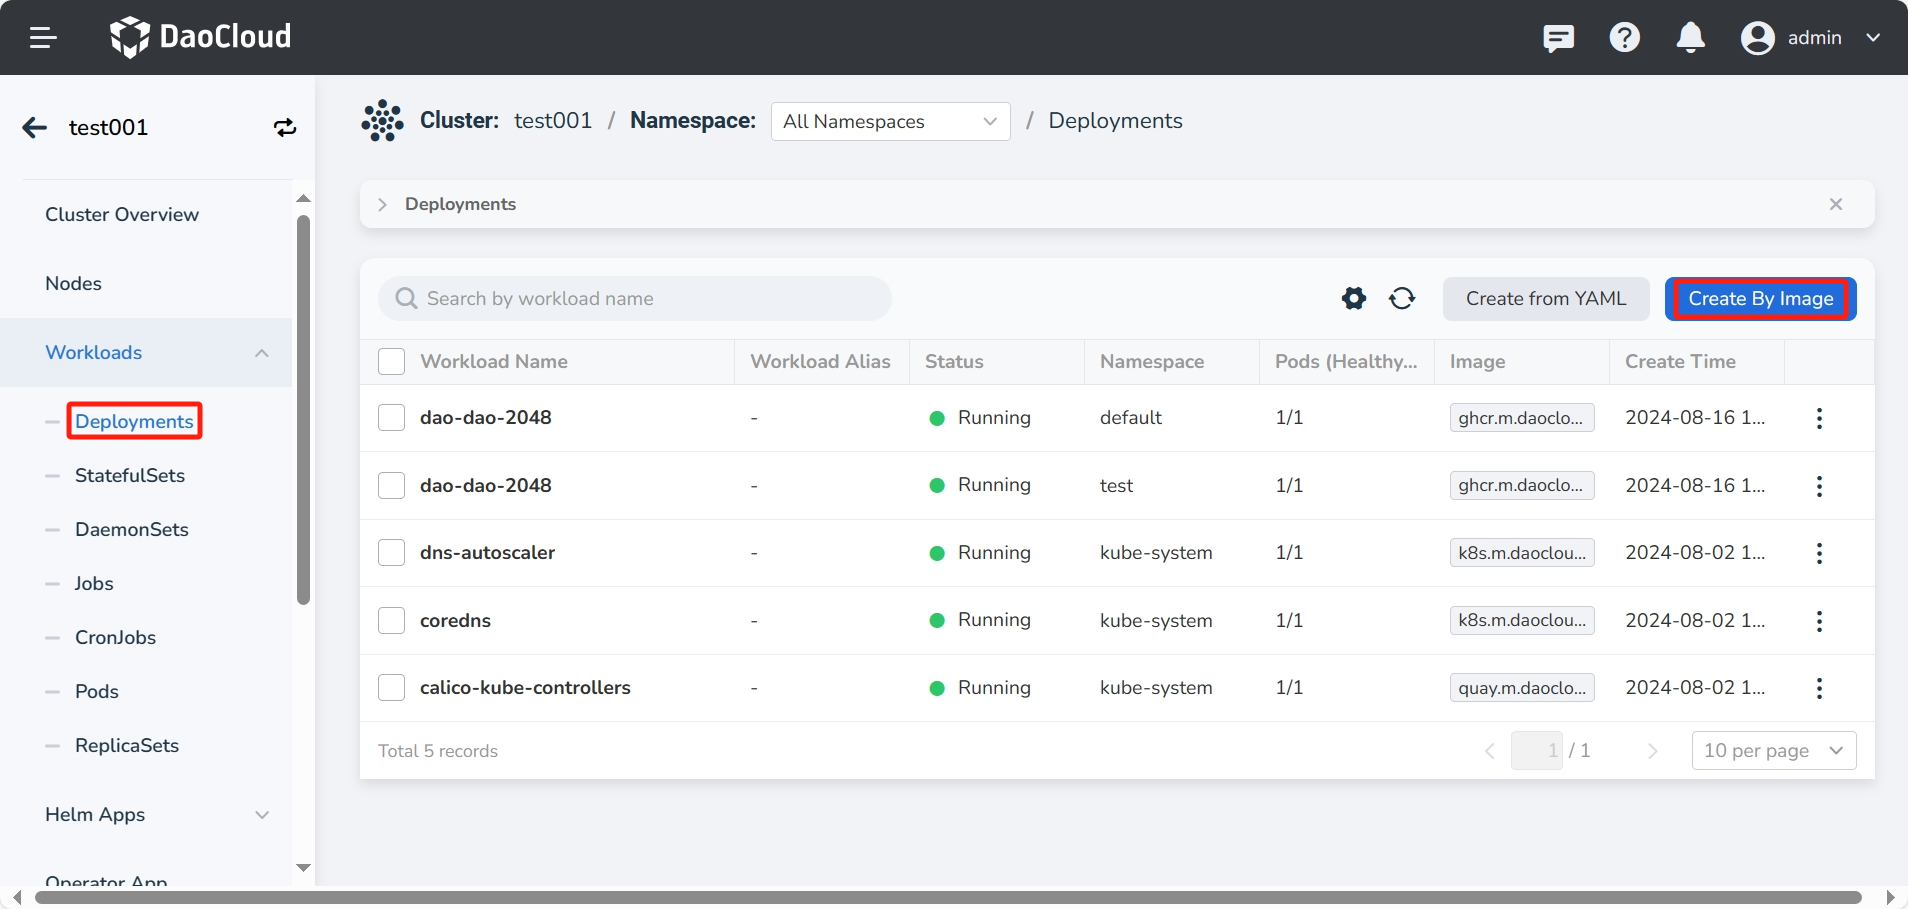 DaoCloud
admin
test001
Cluster: test001 / Namespace: All Namespaces / Deployments
Cluster Overview
Nodes
Workloads
Deployments
StatefulSets
DaemonSets
Jobs
CronJobs
Pods
ReplicaSets
Helm Apps
Operator App
Deployments
Search by workload name
Create from YAML
Create By Image
Workload Name Workload Alias Status Namespace Pods (Healthy... Image Create Time
dao-dao-2048 - Running default 1/1 ghcr.m.daoclo... 2024-08-16 1...
dao-dao-2048 - Running test 1/1 ghcr.m.daoclo... 2024-08-16 1...
dns-autoscaler - Running kube-system 1/1 k8s.m.daoclou... 2024-08-02 1...
coredns - Running kube-system 1/1 k8s.m.daoclou... 2024-08-02 1...
calico-kube-controllers - Running kube-system 1/1 quay.m.daoclo... 2024-08-02 1...
Total 5 records
1 / 1
10 per page